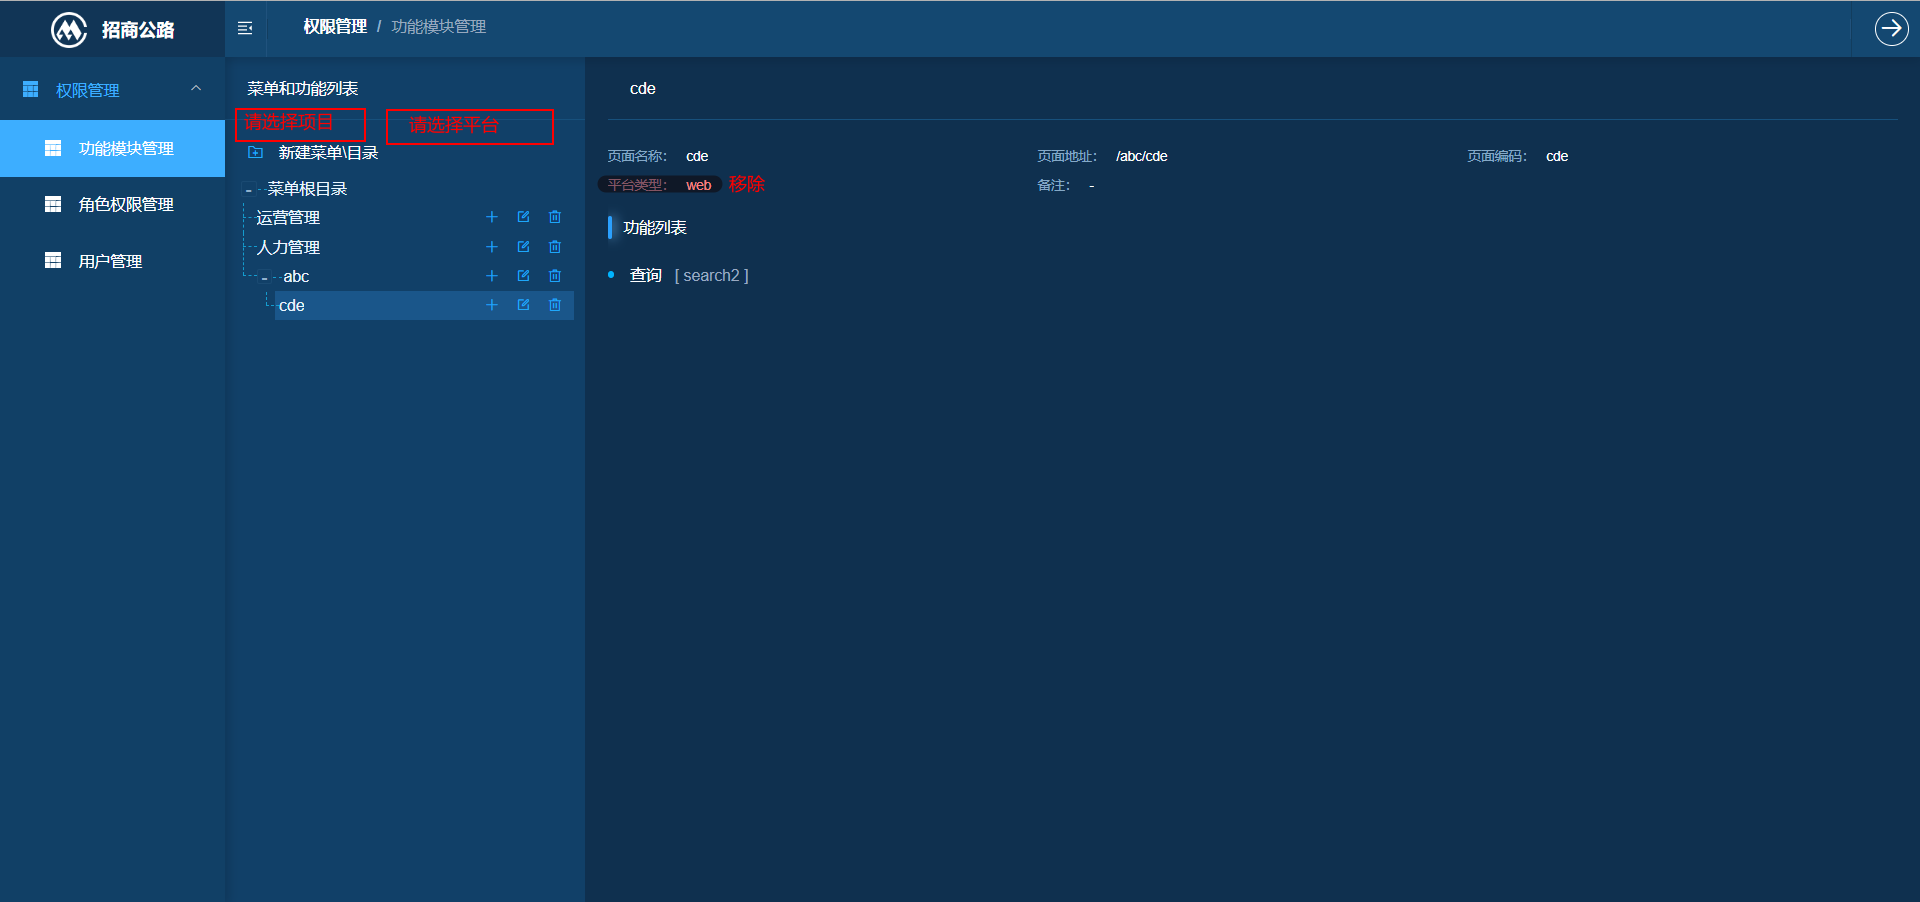 招商公路
权限管理 / 功能模块管理
权限管理
功能模块管理
角色权限管理
用户管理
菜单和功能列表
请选择项目 请选择平台
新建菜单\目录
菜单根目录
运营管理
人力管理
abc
cde
cde
页面名称： cde 页面地址： /abc/cde 页面编码： cde
平台类型： web 移除 备注： -
功能列表
查询 [ search2 ]